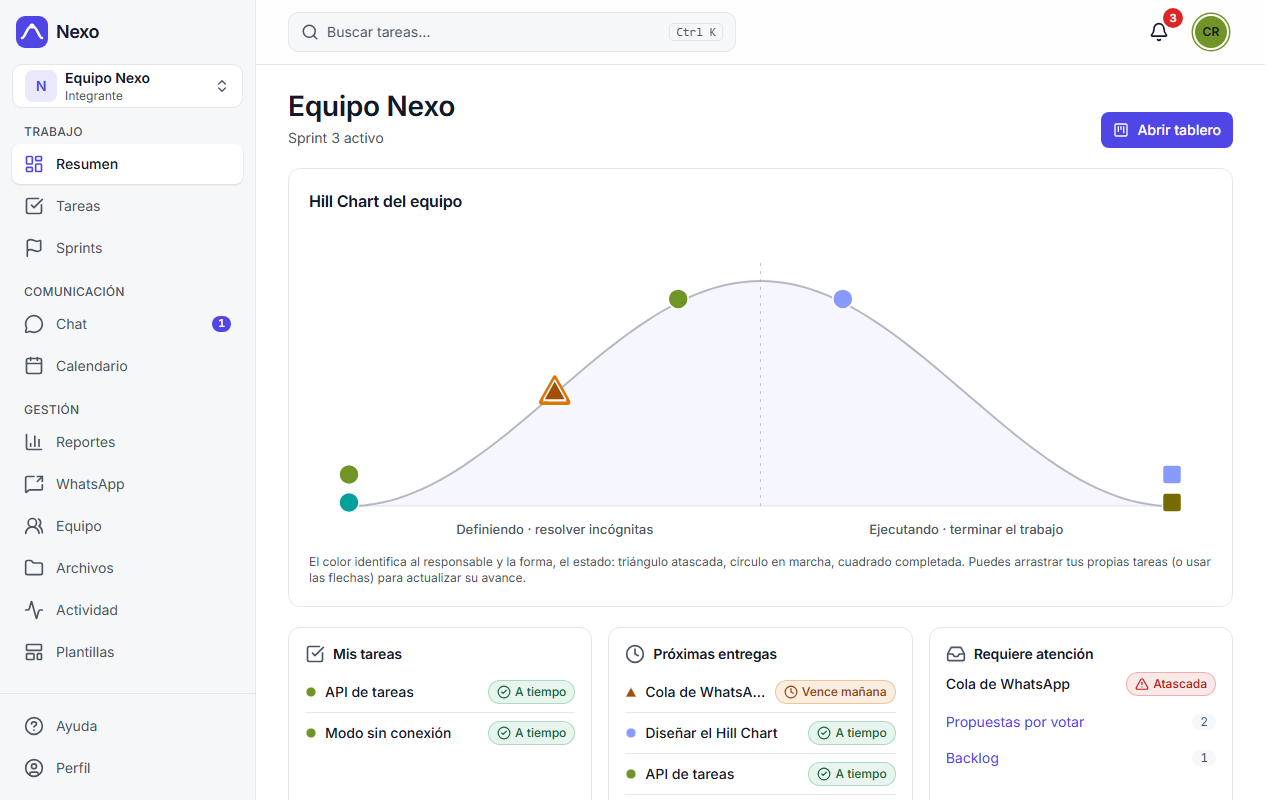 Nexo
Buscar tareas...
Ctrl K
3
CR
N
Equipo Nexo
Integrante
TRABAJO
Resumen
Tareas
Sprints
COMUNICACIÓN
Chat
1
Calendario
GESTIÓN
Reportes
WhatsApp
Equipo
Archivos
Actividad
Plantillas
Ayuda
Perfil
Equipo Nexo
Sprint 3 activo
Abrir tablero
Hill Chart del equipo
Definiendo · resolver incógnitas
Ejecutando · terminar el trabajo
El color identifica al responsable y la forma, el estado: triángulo atascada, círculo en marcha, cuadrado completada. Puedes arrastrar tus propias tareas (o usar
las flechas) para actualizar su avance.
Mis tareas
API de tareas
A tiempo
Modo sin conexión
A tiempo
Próximas entregas
Cola de WhatsA...
Vence mañana
Diseñar el Hill Chart
A tiempo
API de tareas
A tiempo
Requiere atención
Cola de WhatsApp
Atascada
Propuestas por votar
2
Backlog
1